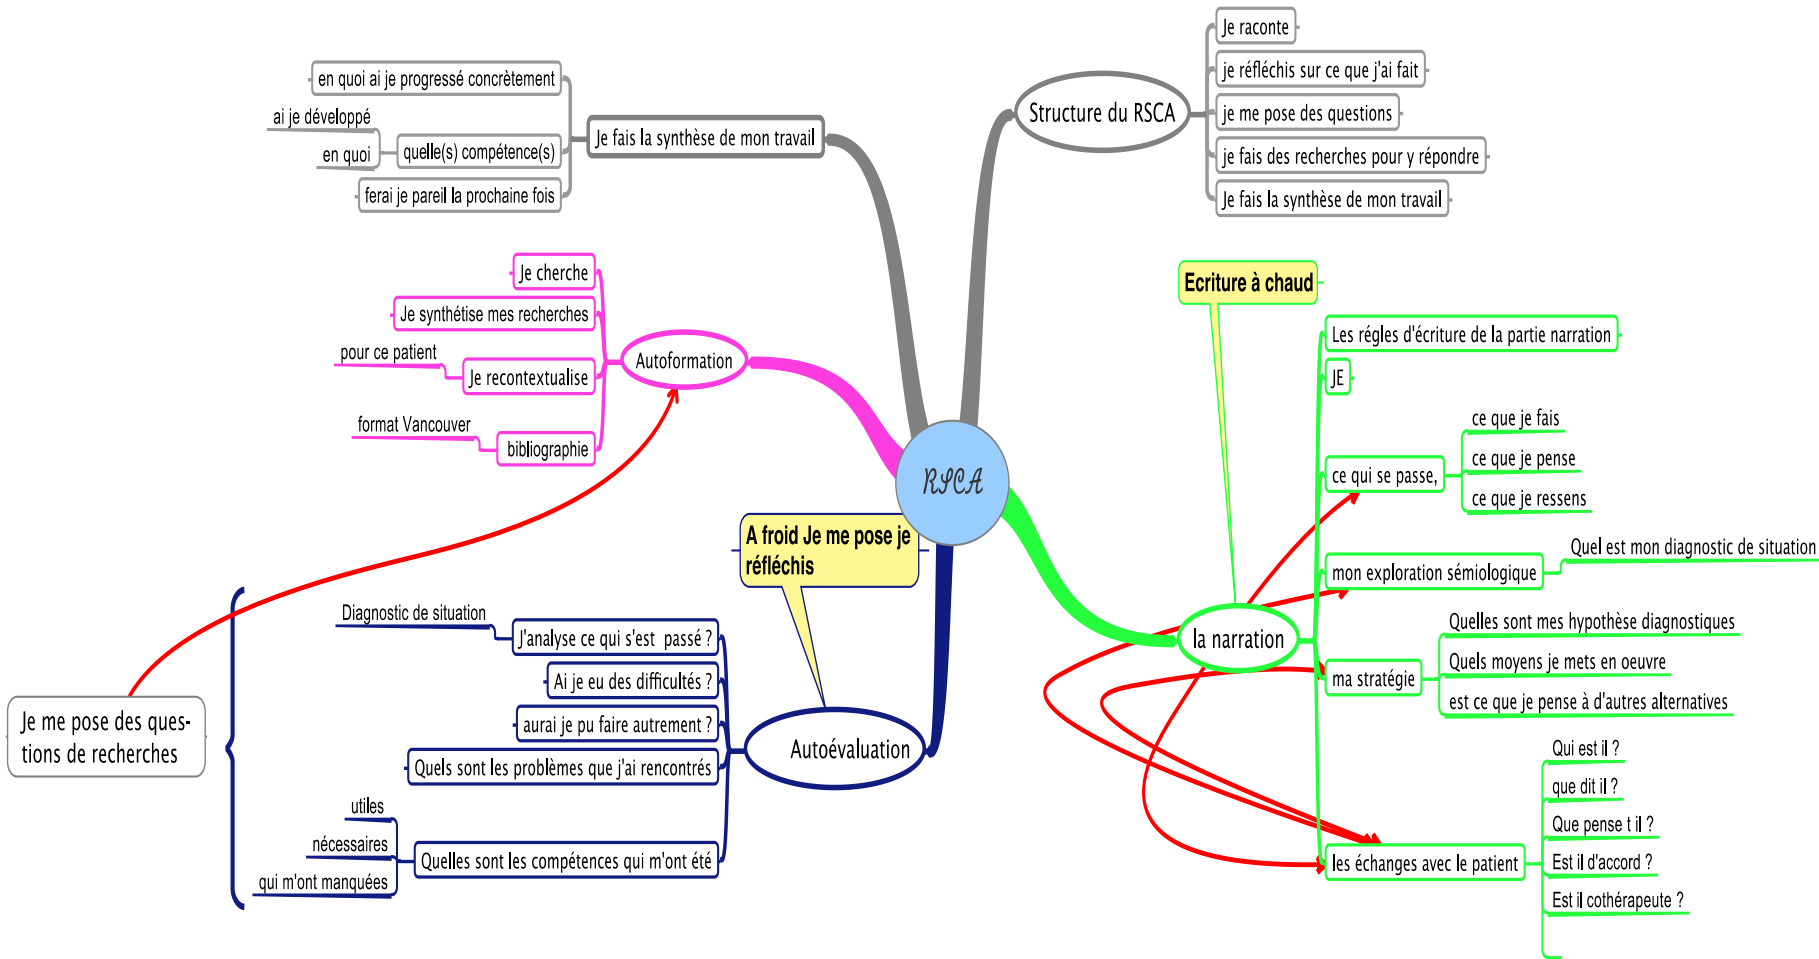 RSCA
Structure du RSCA
Je raconte
je réfléchis sur ce que j'ai fait
je me pose des questions
je fais des recherches pour y répondre
Je fais la synthèse de mon travail
Ecriture à chaud
la narration
Les régles d'écriture de la partie narration
JE
ce qui se passe,
ce que je fais
ce que je pense
ce que je ressens
mon exploration sémiologique
Quel est mon diagnostic de situation
ma stratégie
Quelles sont mes hypothèse diagnostiques
Quels moyens je mets en oeuvre
est ce que je pense à d'autres alternatives
les échanges avec le patient
Qui est il ?
que dit il ?
Que pense t il ?
Est il d'accord ?
Est il cothérapeute ?
A froid Je me pose je
réfléchis
Autoévaluation
J'analyse ce qui s'est passé ?
Diagnostic de situation
Ai je eu des difficultés ?
aurai je pu faire autrement ?
Quels sont les problèmes que j'ai rencontrés
Quelles sont les compétences qui m'ont été
utiles
nécessaires
qui m'ont manquées
Je me pose des ques-
tions de recherches
Autoformation
Je cherche
Je synthétise mes recherches
Je recontextualise
pour ce patient
bibliographie
format Vancouver
Je fais la synthèse de mon travail
en quoi ai je progressé concrètement
quelle(s) compétence(s)
ai je développé
en quoi
ferai je pareil la prochaine fois